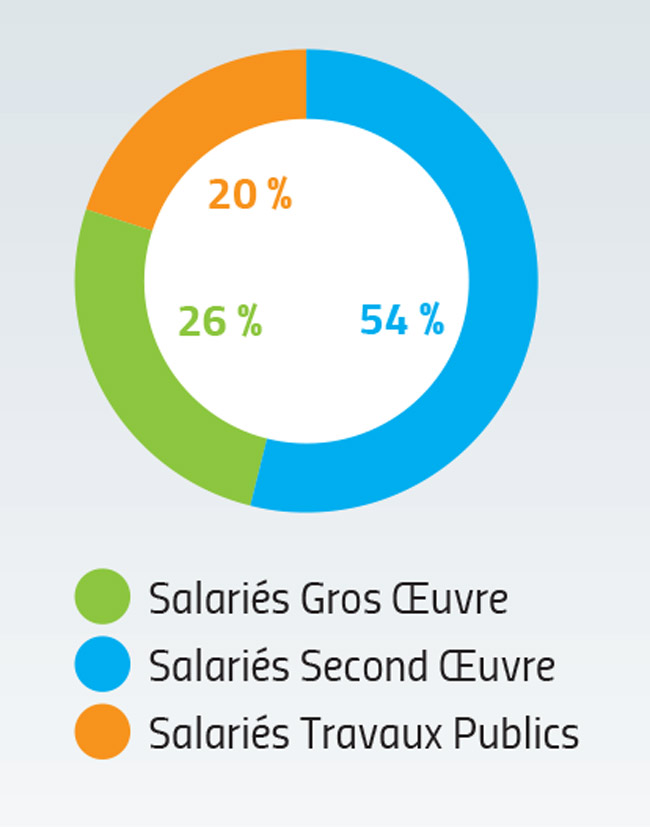 20 %
26 % 54 %
Salariés Gros Œuvre
Salariés Second Œuvre
Salariés Travaux Publics